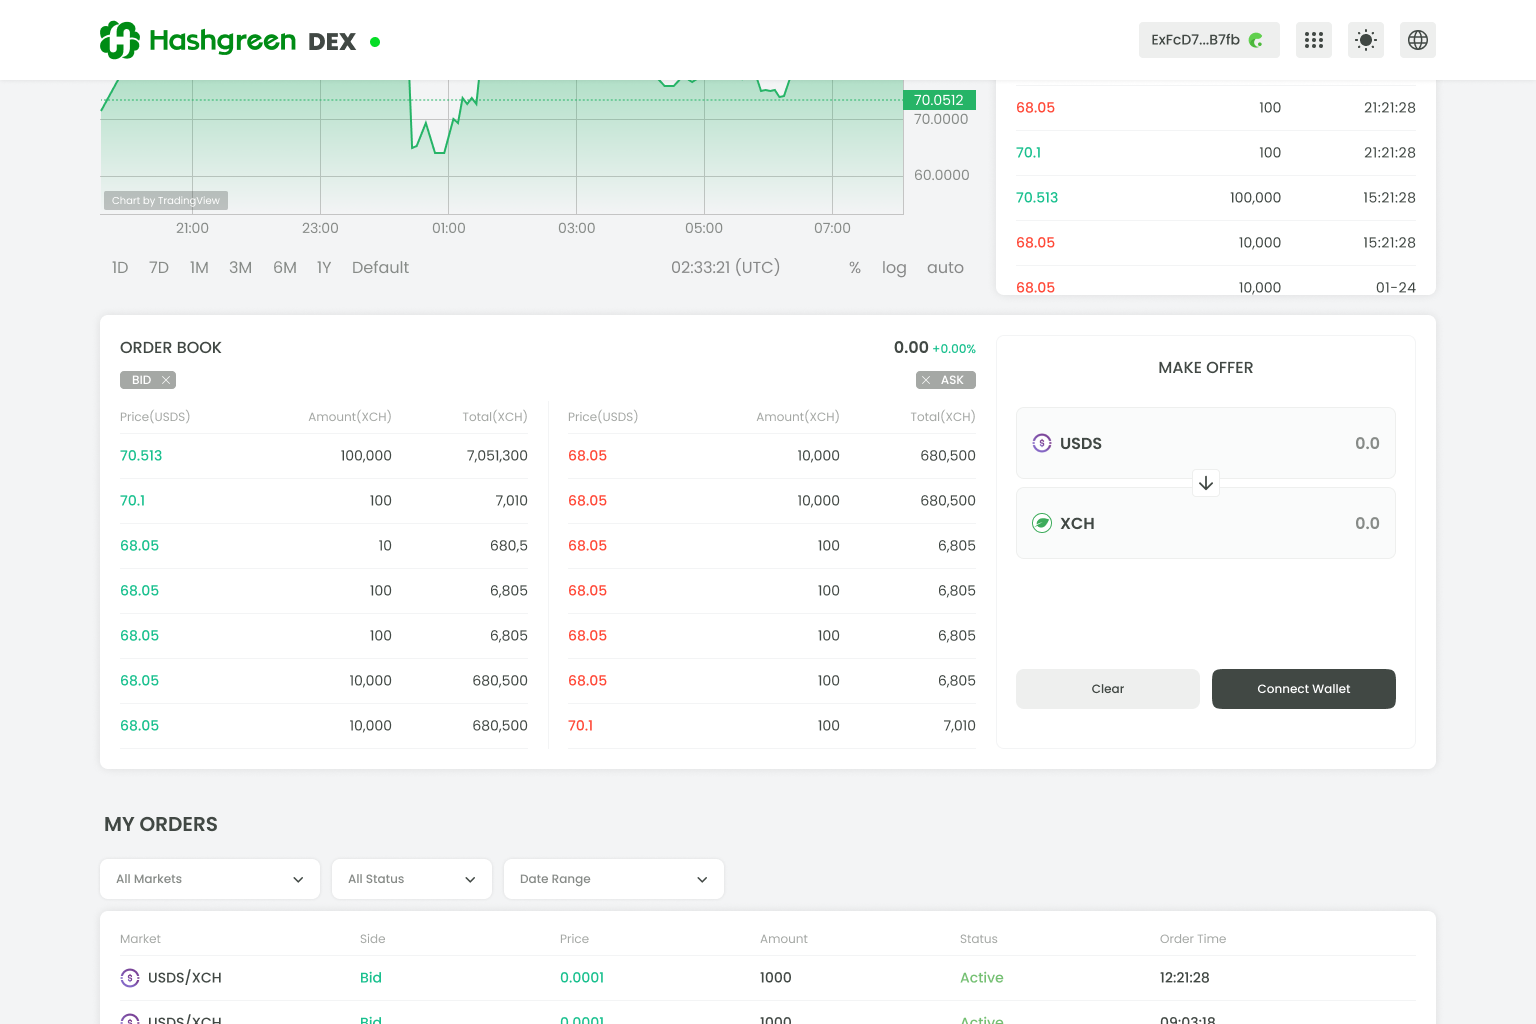 Hashgreen DEX
ExFcD7...B7fb
70.0512
70.0000
60.0000
Chart by TradingView
21:00 23:00 01:00 03:00 05:00 07:00
1D 7D 1M 3M 6M 1Y Default 02:33:21 (UTC) % log auto
68.05 100 21:21:28
70.1 100 21:21:28
70.513 100,000 15:21:28
68.05 10,000 15:21:28
68.05 10,000 01-24
ORDER BOOK 0.00 +0.00%
BID ASK
Price(USDS) Amount(XCH) Total(XCH) Price(USDS) Amount(XCH) Total(XCH)
70.513 100,000 7,051,300 68.05 10,000 680,500
70.1 100 7,010 68.05 10,000 680,500
68.05 10 680,5 68.05 100 6,805
68.05 100 6,805 68.05 100 6,805
68.05 100 6,805 68.05 100 6,805
68.05 10,000 680,500 68.05 100 6,805
68.05 10,000 680,500 70.1 100 7,010
MAKE OFFER
USDS 0.0
XCH 0.0
Clear Connect Wallet
MY ORDERS
All Markets All Status Date Range
Market Side Price Amount Status Order Time
USDS/XCH Bid 0.0001 1000 Active 12:21:28
USDS/XCH Bid 0.0001 1000 Active 09:03:18